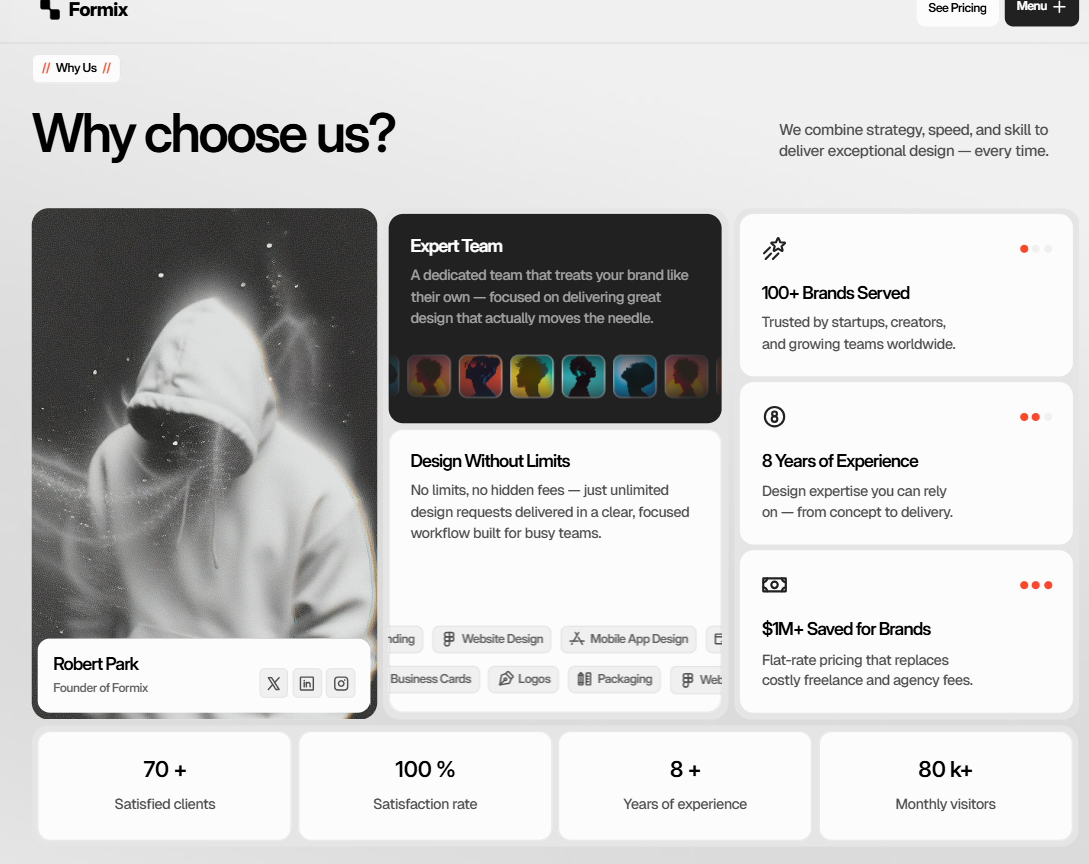 Formix
See Pricing
Menu
// Why Us //
Why choose us?
We combine strategy, speed, and skill to
deliver exceptional design — every time.
Robert Park
Founder of Formix
Expert Team
A dedicated team that treats your brand like
their own — focused on delivering great
design that actually moves the needle.
Design Without Limits
No limits, no hidden fees — just unlimited
design requests delivered in a clear, focused
workflow built for busy teams.
nding
Website Design
Mobile App Design
Business Cards
Logos
Packaging
Web
100+ Brands Served
Trusted by startups, creators,
and growing teams worldwide.
8
8 Years of Experience
Design expertise you can rely
on — from concept to delivery.
$1M+ Saved for Brands
Flat-rate pricing that replaces
costly freelance and agency fees.
70 +
Satisfied clients
100 %
Satisfaction rate
8 +
Years of experience
80 k+
Monthly visitors